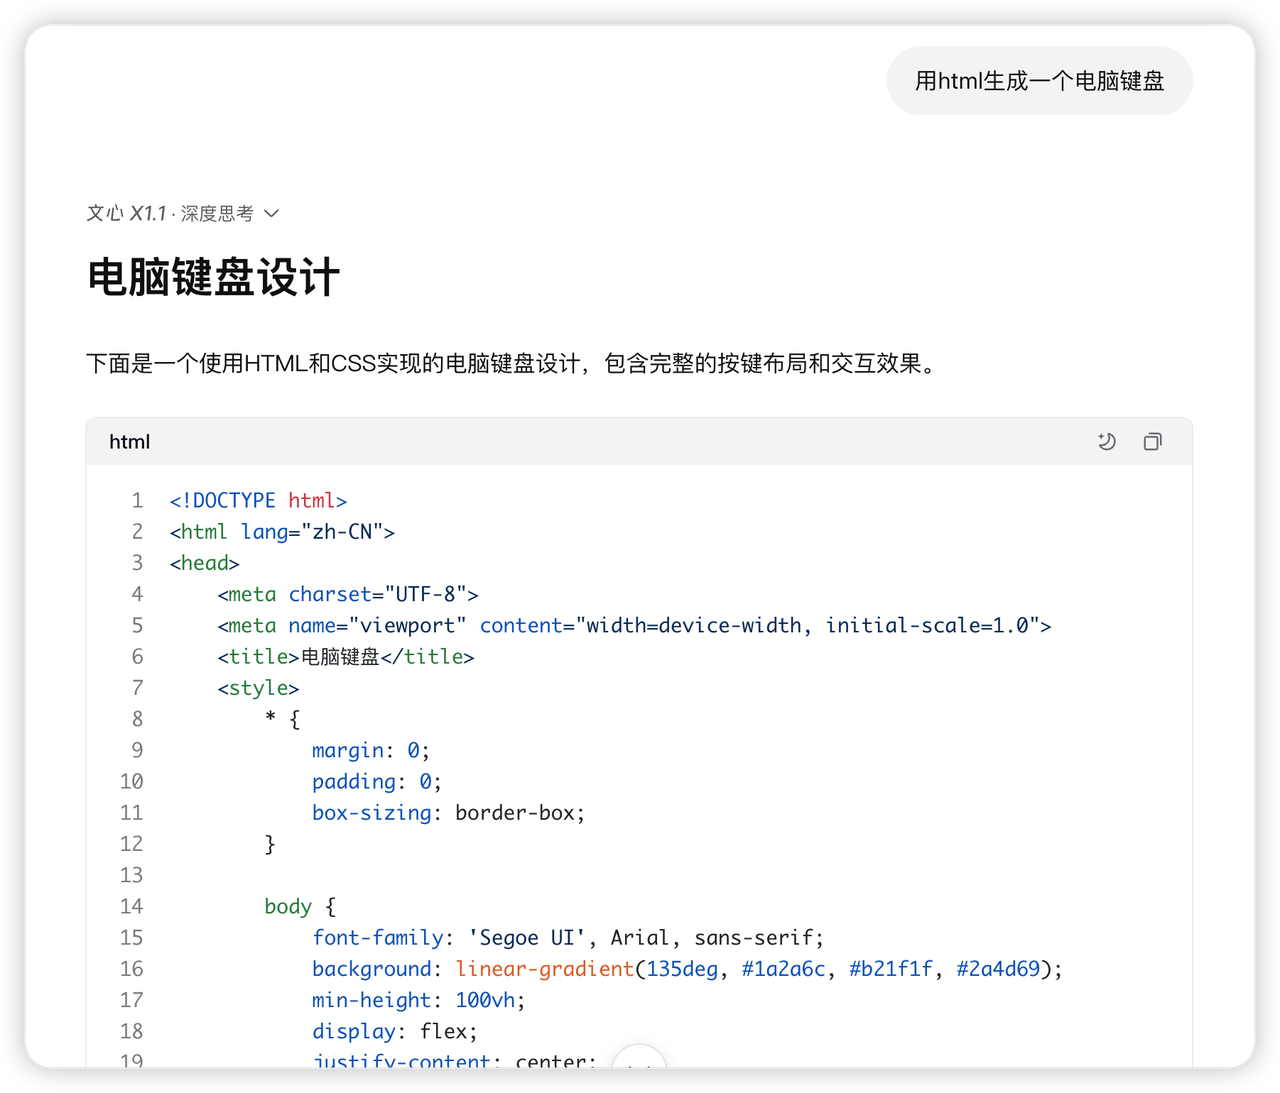 用html生成一个电脑键盘
文心 X1.1 · 深度思考
电脑键盘设计
下面是一个使用HTML和CSS实现的电脑键盘设计，包含完整的按键布局和交互效果。
html
1 <!DOCTYPE html>
2 <html lang="zh-CN">
3 <head>
4     <meta charset="UTF-8">
5     <meta name="viewport" content="width=device-width, initial-scale=1.0">
6     <title>电脑键盘</title>
7     <style>
8         * {
9             margin: 0;
10             padding: 0;
11             box-sizing: border-box;
12         }
13
14         body {
15             font-family: 'Segoe UI', Arial, sans-serif;
16             background: linear-gradient(135deg, #1a2a6c, #b21f1f, #2a4d69);
17             min-height: 100vh;
18             display: flex;
19             justify-content: center;